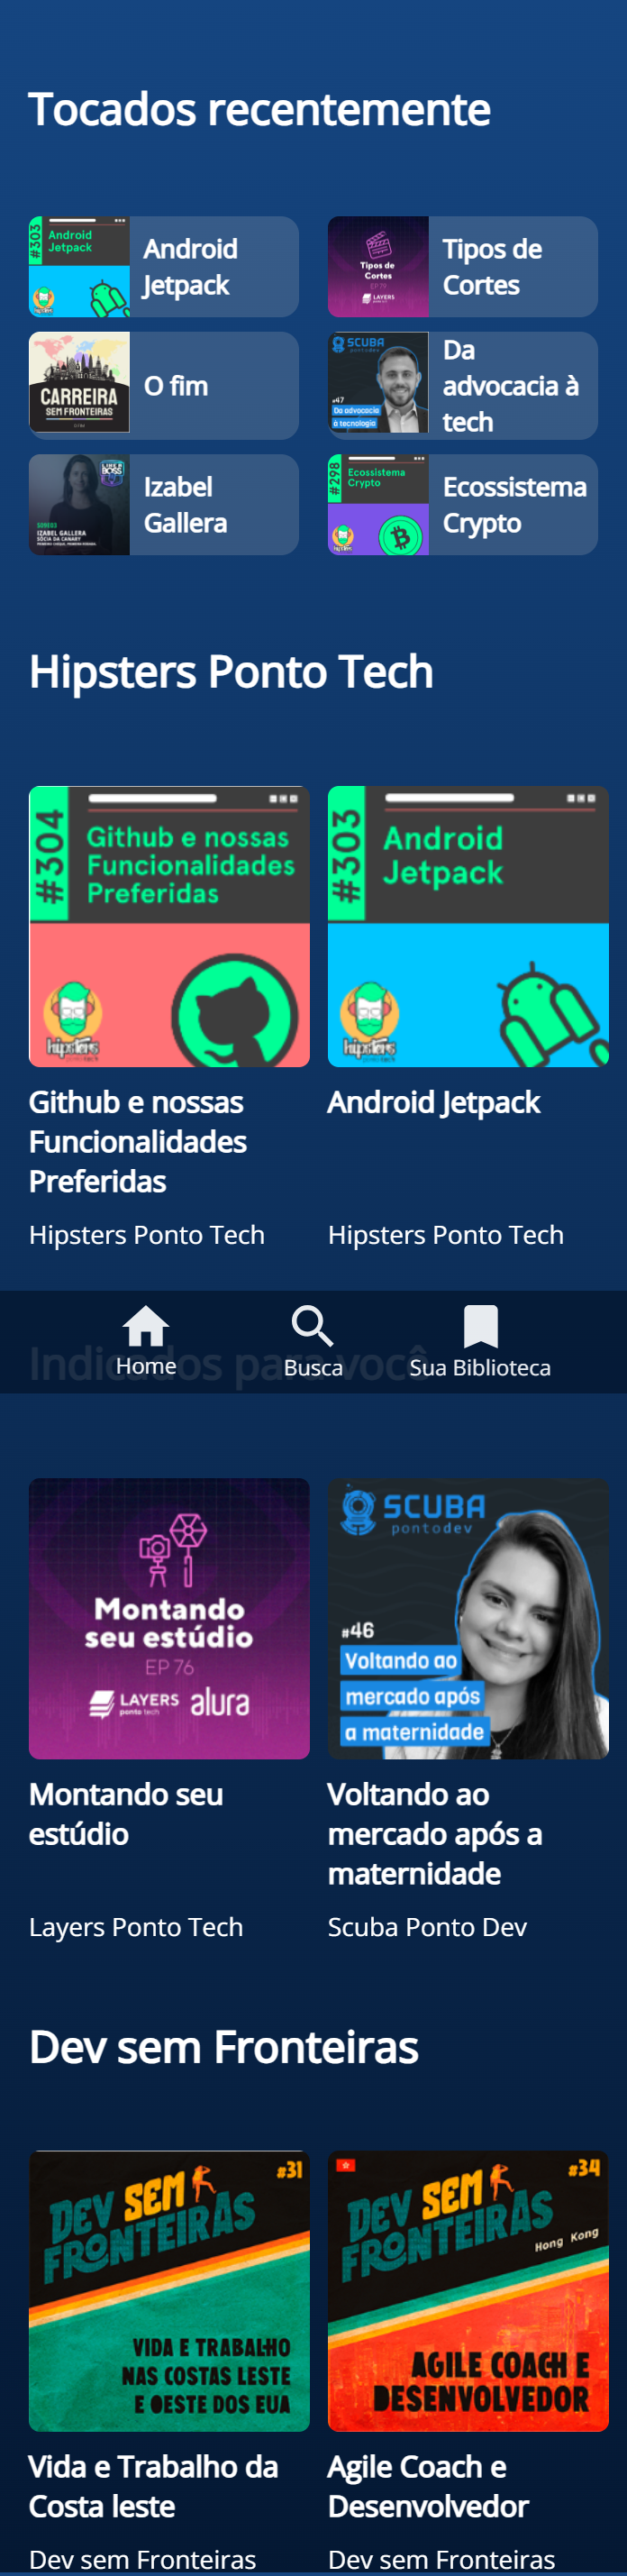 Tocados recentemente
#303
Android
Jetpack
Android
Jetpack
Tipos de
Cortes
EP 79
LAYERS
Tipos de
Cortes
CARREIRA
SEM FRONTEIRAS
O fim
SCUBA
pontodev
#47
Da advocacia
à tecnologia
Da
advocacia à
tech
LIKE A
BOSS
S09E03
IZABEL GALLERA
SÓCIA DA CANARY
Izabel
Gallera
#298
Ecossistema
Crypto
hipsters
Ecossistema
Crypto
Hipsters Ponto Tech
#304
Github e nossas
Funcionalidades
Preferidas
hipsters
#303
Android
Jetpack
hipsters
Github e nossas
Funcionalidades
Preferidas
Hipsters Ponto Tech
Android Jetpack
Hipsters Ponto Tech
Indicados para você
Home
Busca
Sua Biblioteca
Montando
seu estúdio
EP 76
LAYERS
ponto tech
alura
SCUBA
pontodev
#46
Voltando ao
mercado após
a maternidade
Montando seu
estúdio
Layers Ponto Tech
Voltando ao
mercado após a
maternidade
Scuba Ponto Dev
Dev sem Fronteiras
#31
DEV SEM
FRONTEIRAS
VIDA E TRABALHO
NAS COSTAS LESTE
E OESTE DOS EUA
#34
DEV SEM
FRONTEIRAS
Hong Kong
AGILE COACH E
DESENVOLVEDOR
Vida e Trabalho da
Costa leste
Dev sem Fronteiras
Agile Coach e
Desenvolvedor
Dev sem Fronteiras